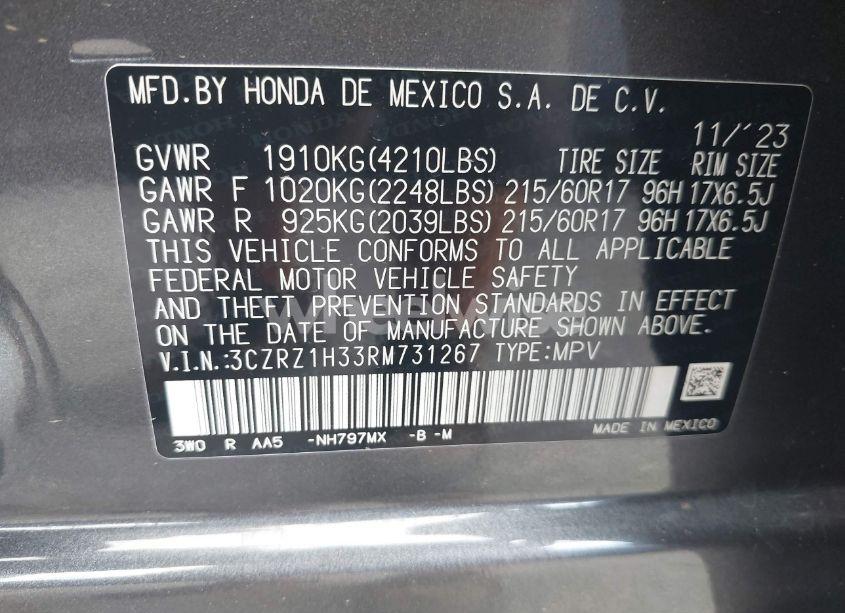 MFD.BY HONDA DE MEXICO S.A. DE C.V.
11/'23
GVWR 1910KG(4210LBS) TIRE SIZE RIM SIZE
GAWR F 1020KG(2248LBS) 215/60R17 96H 17X6.5J
GAWR R 925KG(2039LBS) 215/60R17 96H 17X6.5J
THIS VEHICLE CONFORMS TO ALL APPLICABLE
FEDERAL MOTOR VEHICLE SAFETY
AND THEFT PREVENTION STANDARDS IN EFFECT
ON THE DATE OF MANUFACTURE SHOWN ABOVE.
V.I.N.:3CZRZ1H33RM731267 TYPE:MPV
3W0 R AA5 -NH797MX -B -M
MADE IN MEXICO